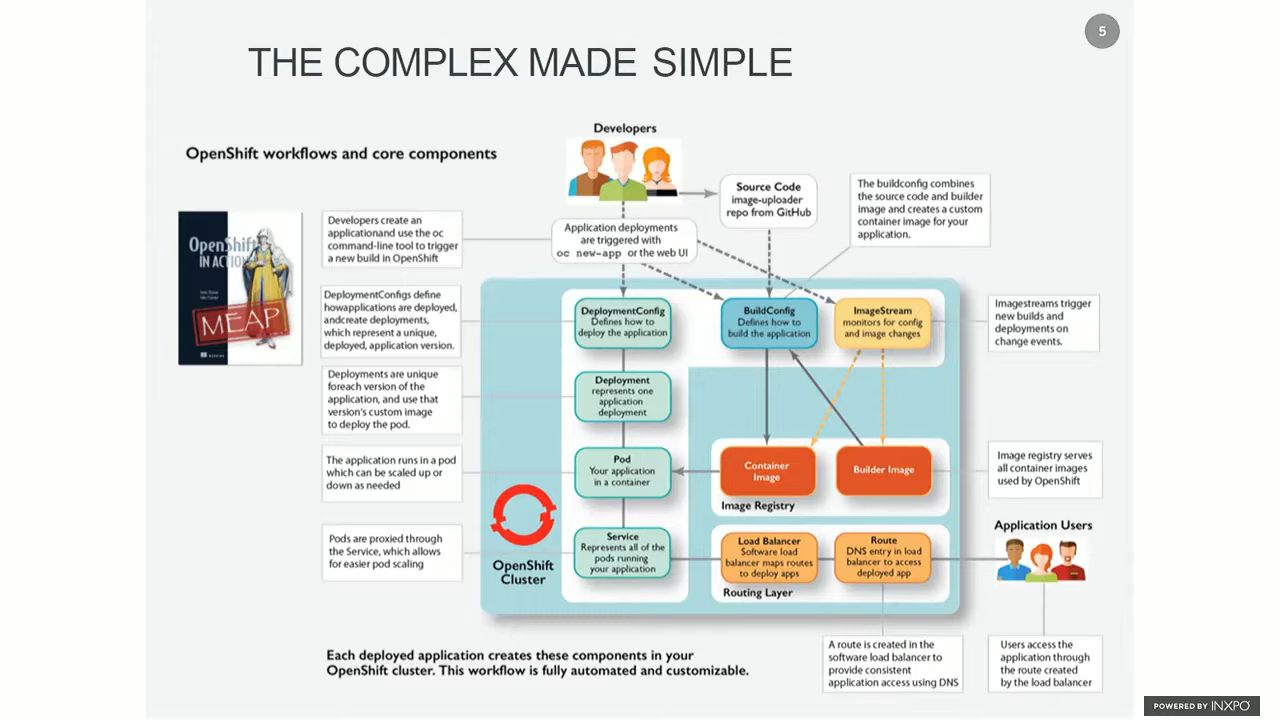 5
THE COMPLEX MADE SIMPLE
OpenShift workflows and core components
Developers
Source Code
image-uploader
repo from GitHub
The buildconfig combines
the source code and builder
image and creates a custom
container image for your
application.
OpenShift
IN ACTION
MEAP
MANNING
Developers create an
applicationand use the oc
command-line tool to trigger
a new build in OpenShift
Application deployments
are triggered with
oc new-app or the web UI
DeploymentConfigs define
howapplications are deployed,
andcreate deployments,
which represent a unique,
deployed, application version.
DeploymentConfig
Defines how to
deploy the application
BuildConfig
Defines how to
build the application
ImageStream
monitors for config
and image changes
Imagestreams trigger
new builds and
deployments on
change events.
Deployments are unique
foreach version of the
application, and use that
version's custom image
to deploy the pod.
Deployment
represents one
application
deployment
The application runs in a pod
which can be scaled up or
down as needed
Pod
Your application
in a container
Container
Image
Builder Image
Image Registry
Image registry serves
all container images
used by OpenShift
Pods are proxied through
the Service, which allows
for easier pod scaling
OpenShift
Cluster
Service
Represents all of the
pods running
your application
Load Balancer
Software load
balancer maps routes
to deploy apps
Route
DNS entry in load
balancer to access
deployed app
Routing Layer
Application Users
Each deployed application creates these components in your
OpenShift cluster. This workflow is fully automated and customizable.
A route is created in the
software load balancer to
provide consistent
application access using DNS
Users access the
application through
the route created
by the load balancer
POWERED BY INXPO